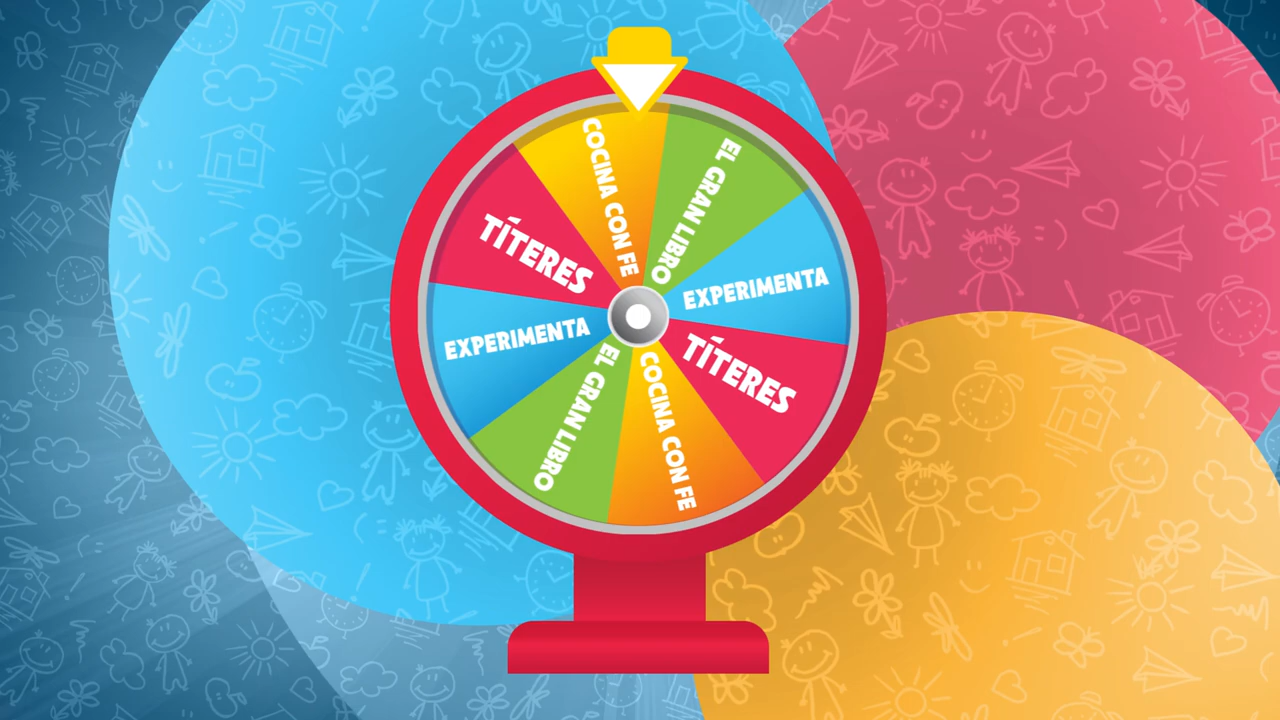 COCINA CON FE
EL GRAN LIBRO
EXPERIMENTA
TÍTERES
COCINA CON FE
EL GRAN LIBRO
EXPERIMENTA
TÍTERES